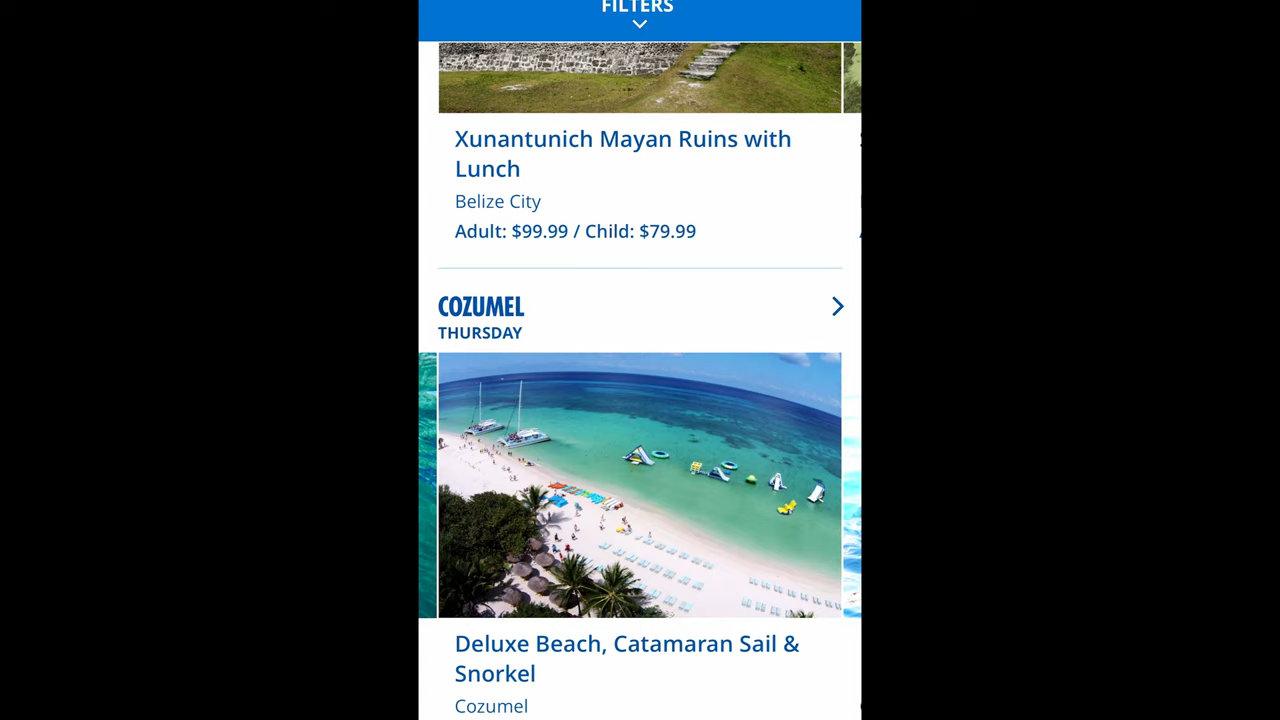 FILTERS
Xunantunich Mayan Ruins with
Lunch
Belize City
Adult: $99.99 / Child: $79.99
COZUMEL
THURSDAY
Deluxe Beach, Catamaran Sail &
Snorkel
Cozumel